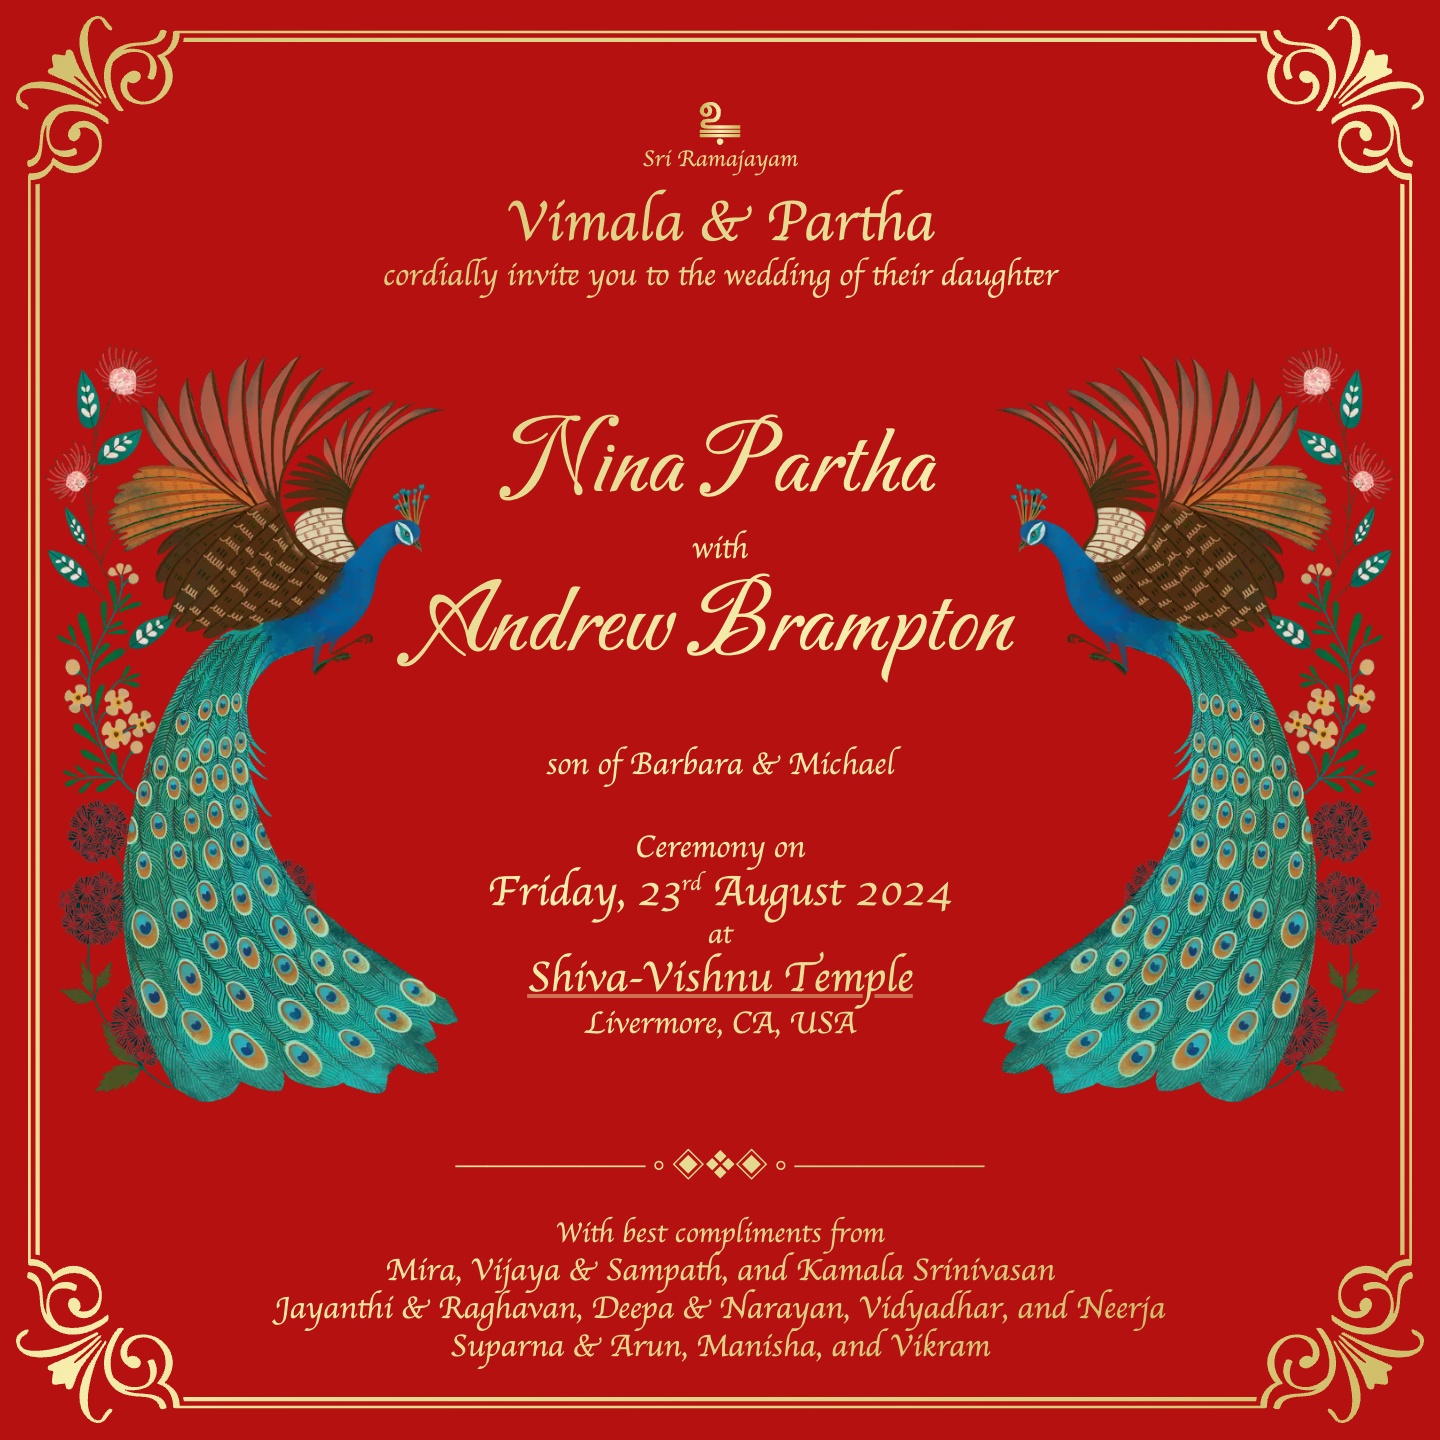 உ
Sri Ramajayam
Vimala & Partha
cordially invite you to the wedding of their daughter
Nina Partha
with
Andrew Brampton
son of Barbara & Michael
Ceremony on
Friday, 23rd August 2024
at
Shiva-Vishnu Temple
Livermore, CA, USA
With best compliments from
Mira, Vijaya & Sampath, and Kamala Srinivasan
Jayanthi & Raghavan, Deepa & Narayan, Vidyadhar, and Neerja
Suparna & Arun, Manisha, and Vikram